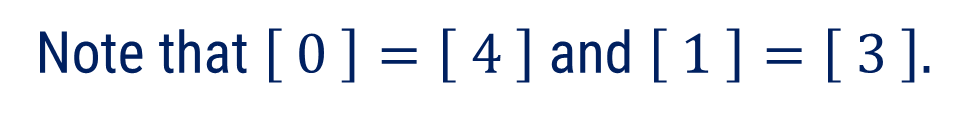 Note that [ 0 ] = [ 4 ] and [ 1 ] = [ 3 ].